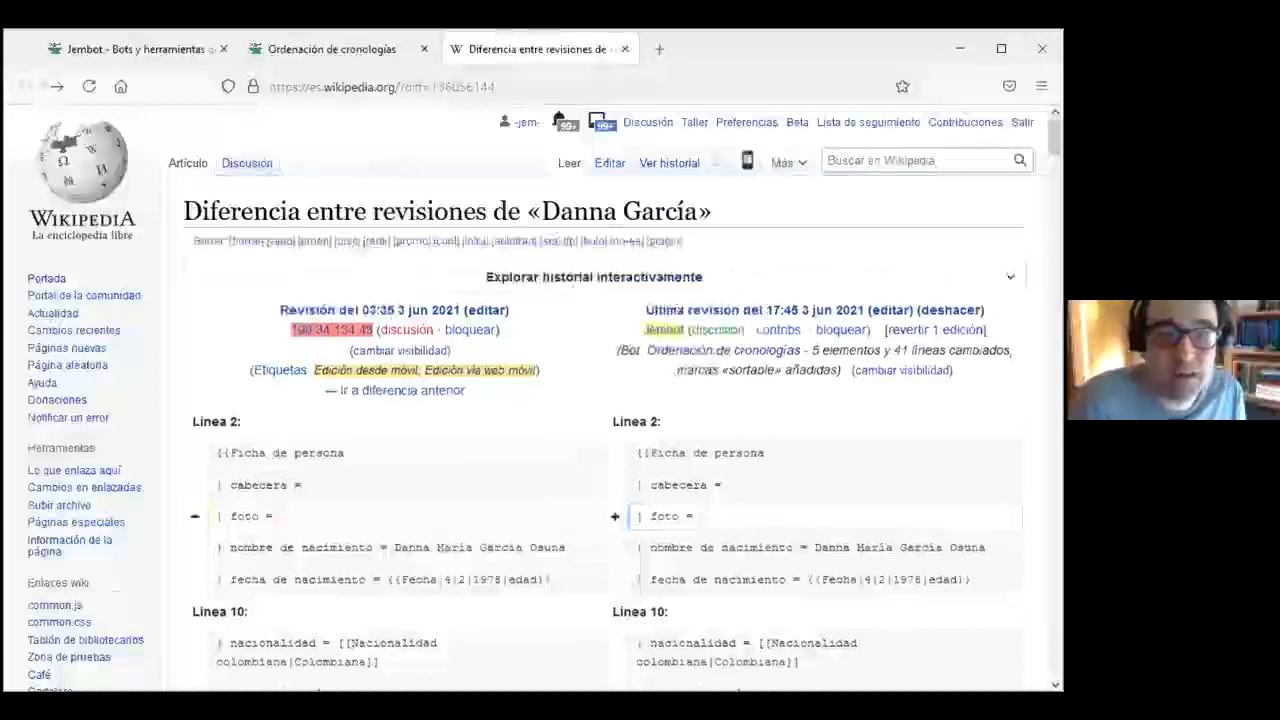 Jembot - Bots y herramientas
Ordenación de cronologías
Diferencia entre revisiones de
https://es.wikipedia.org/?diff=136056144
-jem-
99+
99+
Discusión
Taller
Preferencias
Beta
Lista de seguimiento
Contribuciones
Salir
Artículo
Discusión
Leer
Editar
Ver historial
Más
Buscar en Wikipedia
WIKIPEDIA
La enciclopedia libre
Diferencia entre revisiones de «Danna García»
Explorar historial interactivamente
Revisión del 03:35 3 jun 2021 (editar)
(discusión · bloquear)
(cambiar visibilidad)
(Etiquetas Edición desde móvil, Edición vía web móvil)
— Ir a diferencia anterior
Última revisión del 17:45 3 jun 2021 (editar) (deshacer)
Jembot (discusión contribs · bloquear) [revertir 1 edición]
(Bot Ordenación de cronologías - 5 elementos y 41 líneas cambiados,
marcas «sortable» añadidas) (cambiar visibilidad)
Línea 2:
Línea 2:
{{Ficha de persona
{{Ficha de persona
| cabecera =
| cabecera =
− | foto =
+ | foto =
| nombre de nacimiento = Danna María García Osuna
| nombre de nacimiento = Danna María García Osuna
| fecha de nacimiento = {{Fecha|4|2|1978|edad}}
| fecha de nacimiento = {{Fecha|4|2|1978|edad}}
Línea 10:
Línea 10:
| nacionalidad = [[Nacionalidad
colombiana|Colombiana]]
| nacionalidad = [[Nacionalidad
colombiana|Colombiana]]
Portada
Portal de la comunidad
Actualidad
Cambios recientes
Páginas nuevas
Página aleatoria
Ayuda
Donaciones
Notificar un error
Herramientas
Lo que enlaza aquí
Cambios en enlazadas
Subir archivo
Páginas especiales
Información de la
página
Enlaces wiki
common.js
common.css
Tablón de bibliotecarios
Zona de pruebas
Café